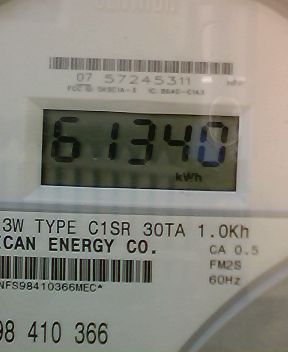 07 57245311
61340
kWh
3W TYPE C1SR 30TA 1.0Kh
ICAN ENERGY CO.
CA 0.5
FM2S
60Hz
NFS98410366MEC*
98 410 366